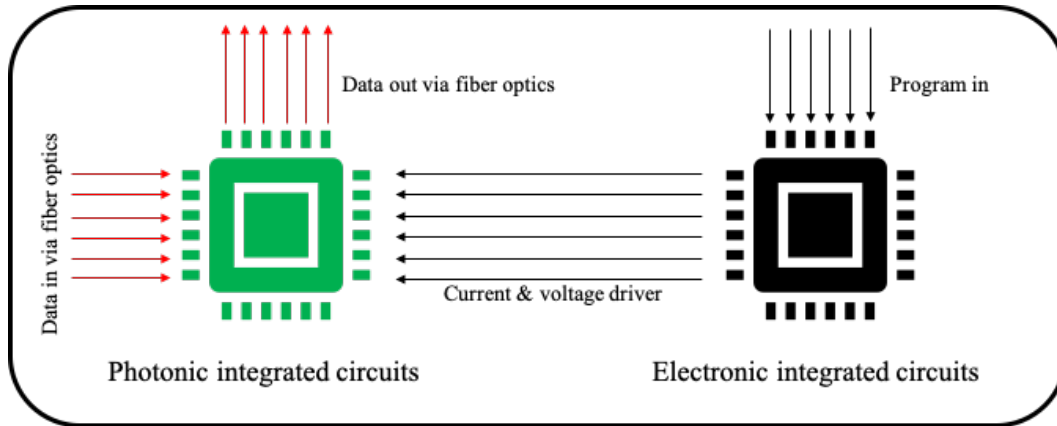 Data out via fiber optics
Program in
Data in via fiber optics
Current & voltage driver
Photonic integrated circuits
Electronic integrated circuits